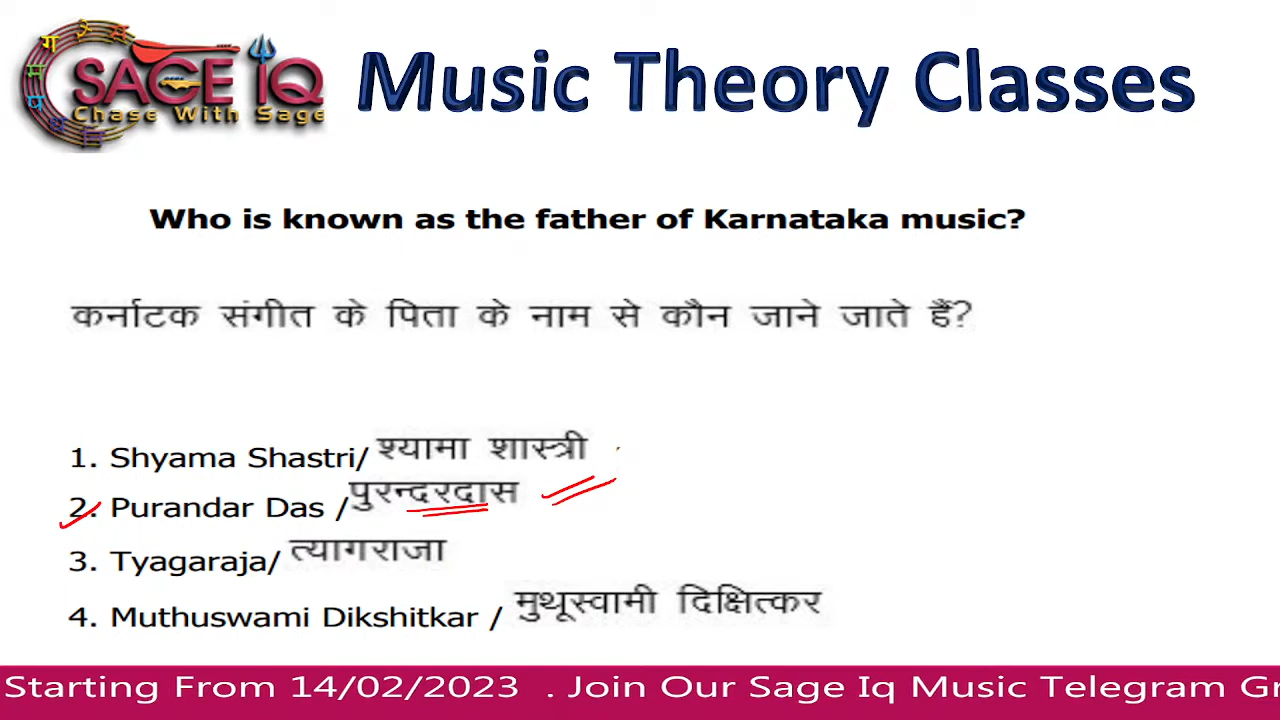 ग म प ध नि सा रे
SAGE IQ
Chase With Sage
Music Theory Classes
Who is known as the father of Karnataka music?
कर्नाटक संगीत के पिता के नाम से कौन जाने जाते हैं?
1. Shyama Shastri/ श्यामा शास्त्री
2. Purandar Das / पुरन्दरदास
3. Tyagaraja/ त्यागराजा
4. Muthuswami Dikshitkar / मुथूस्वामी दिक्षित्कर
Starting From 14/02/2023 . Join Our Sage Iq Music Telegram Gr